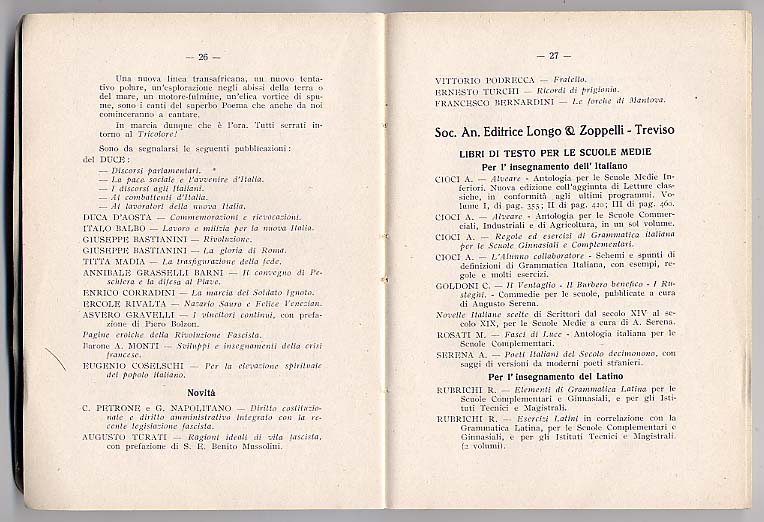 — 26 —
Una nuova linea transafricana, un nuovo tenta-
tivo polare, un'esplorazione negli abissi della terra o
del mare, un motore-fulmine, un'elica vortice di spu-
me, sono i canti del superbo Poema che anche da noi
cominceranno a cantare.
In marcia dunque che è l'ora. Tutti serrati in-
torno al Tricolore!
Sono da segnalarsi le seguenti pubblicazioni:
del DUCE:
— Discorsi parlamentari.
— La pace sociale e l'avvenire d'Italia.
— I discorsi agli Italiani.
— Ai combattenti d'Italia.
— Ai lavoratori della nuova Italia.
DUCA D'AOSTA — Commemorazioni e rievocazioni.
ITALO BALBO — Lavoro e milizia per la nuova Italia.
GIUSEPPE BASTIANINI — Rivoluzione.
GIUSEPPE BASTIANINI — La gloria di Roma.
TITTA MADIA — La trasfigurazione della fede.
ANNIBALE GRASSELLI BARNI — Il convegno di Pe-
schiera e la difesa al Piave.
ENRICO CORRADINI — La marcia del Soldato Ignoto.
ERCOLE RIVALTA — Nazario Sauro e Felice Venezian.
ASVERO GRAVELLI — I vincitori continui, con prefa-
zione di Piero Bolzon.
Pagine eroiche della Rivoluzione Fascista.
Barone A. MONTI — Sviluppi e insegnamenti della crisi
francese.
EUGENIO COSELSCHI — Per la elevazione spirituale
del popolo italiano.
Novità
C. PETRONE e G. NAPOLITANO — Diritto costituzio-
nale e diritto amministrativo integrato con la re-
cente legislazione fascista.
AUGUSTO TURATI — Ragioni ideali di vita fascista,
con prefazione di S. E. Benito Mussolini.
— 27 —
VITTORIO PODRECCA — Fratello.
ERNESTO TURCHI — Ricordi di prigionia.
FRANCESCO BERNARDINI — Le forche di Mantova.
Soc. An. Editrice Longo & Zoppelli - Treviso
LIBRI DI TESTO PER LE SCUOLE MEDIE
Per l' insegnamento dell' Italiano
CIOCI A. — Alveare - Antologia per le Scuole Medie In-
feriori. Nuova edizione coll'aggiunta di Letture clas-
siche, in conformità agli ultimi programmi. Vo-
lume I, di pag. 355; II di pag. 420; III di pag. 460.
CIOCI A. — Alveare - Antologia per le Scuole Commer-
ciali, Industriali e di Agricoltura, in un sol volume.
CIOCI A. — Regole ed esercizi di Grammatica italiana
per le Scuole Ginnasiali e Complementari.
CIOCI A. — L'Alunno collaboratore - Schemi e spunti di
definizioni di Grammatica Italiana, con esempi, re-
gole e molti esercizi.
GOLDONI C. — Il Ventaglio - Il Burbero benefico - I Ru-
steghi. - Commedie per le scuole, pubblicate a cura
di Augusto Serena.
Novelle Italiane scelte di Scrittori dal secolo XIV al se-
colo XIX, per le Scuole Medie a cura di A. Serena.
ROSATI M. — Fasci di Luce - Antologia italiana per le
Scuole Complementari.
SERENA A. — Poeti Italiani del Secolo decimonono, con
saggi di versioni da moderni poeti stranieri.
Per l' insegnamento del Latino
RUBRICHI R. — Elementi di Grammatica Latina per le
Scuole Complementari e Ginnasiali, e per gli Isti-
tuti Tecnici e Magistrali.
RUBRICHI R. — Esercizi Latini in correlazione con la
Grammatica Latina, per le Scuole Complementari e
Ginnasiali, e per gli Istituti Tecnici e Magistrali.
(2 volumi).